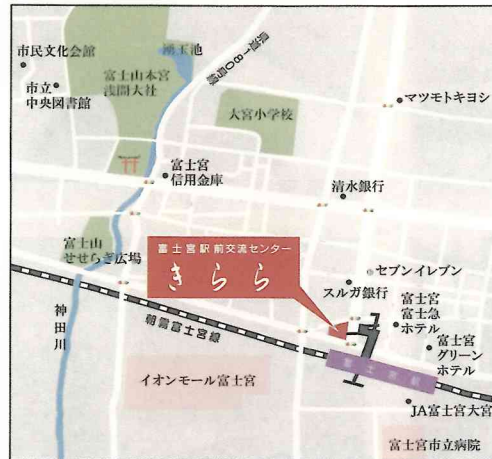 市民文化会館
市立
中央図書館
富士山本宮
浅間大社
湧玉池
県道180号線
大宮小学校
マツモトキヨシ
富士宮
信用金庫
清水銀行
富士山
せせらぎ広場
富士宮駅前交流センター
きらら
セブンイレブン
スルガ銀行
富士宮
富士急
ホテル
富士宮
グリーン
ホテル
神田川
朝霧富士宮線
イオンモール富士宮
富士宮駅
JA富士宮大宮
富士宮市立病院